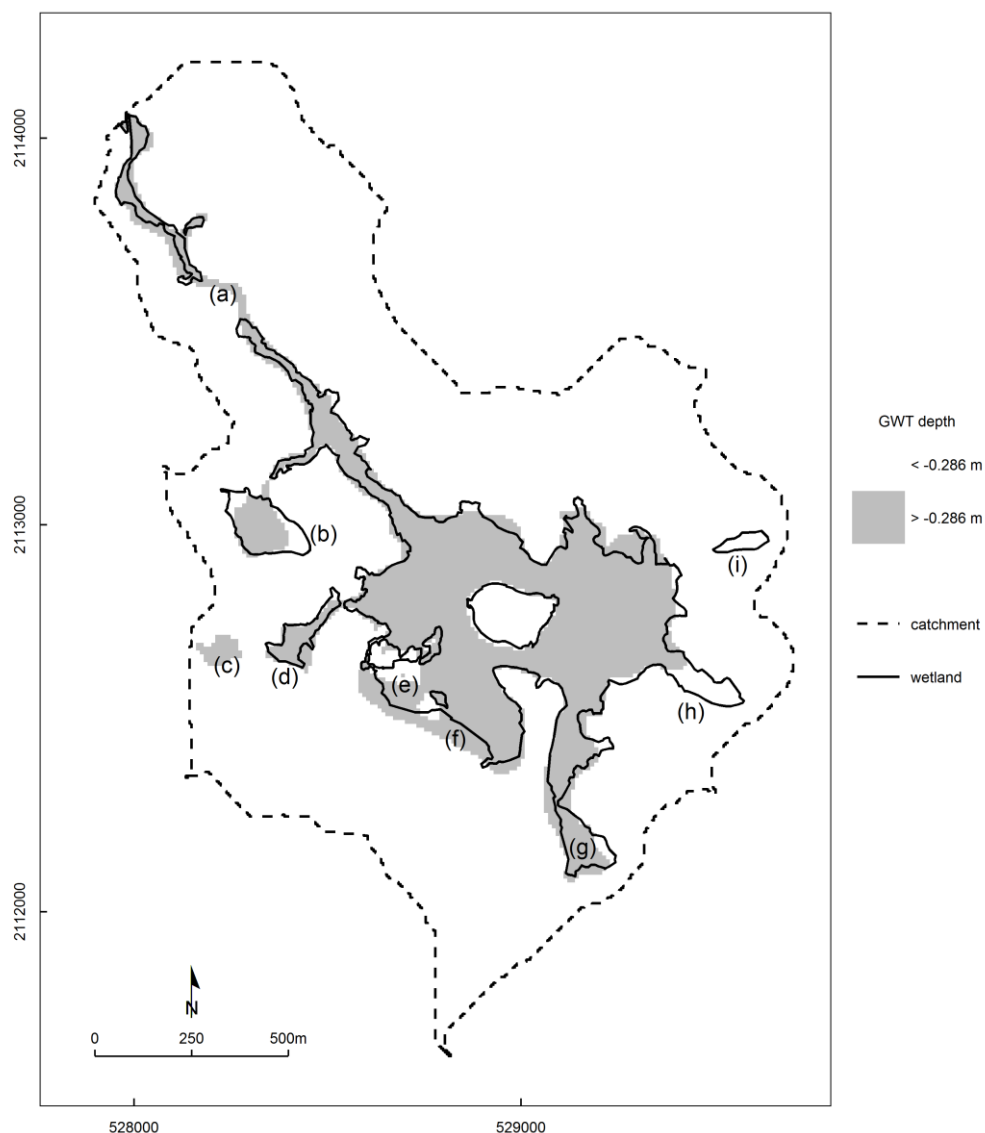 2114000
(a)
GWT depth
< -0.286 m
> -0.286 m
2113000
(b)
(i)
(c)
(d)
(e)
(f)
(g)
(h)
catchment
wetland
2112000
N
0 250 500m
528000 529000